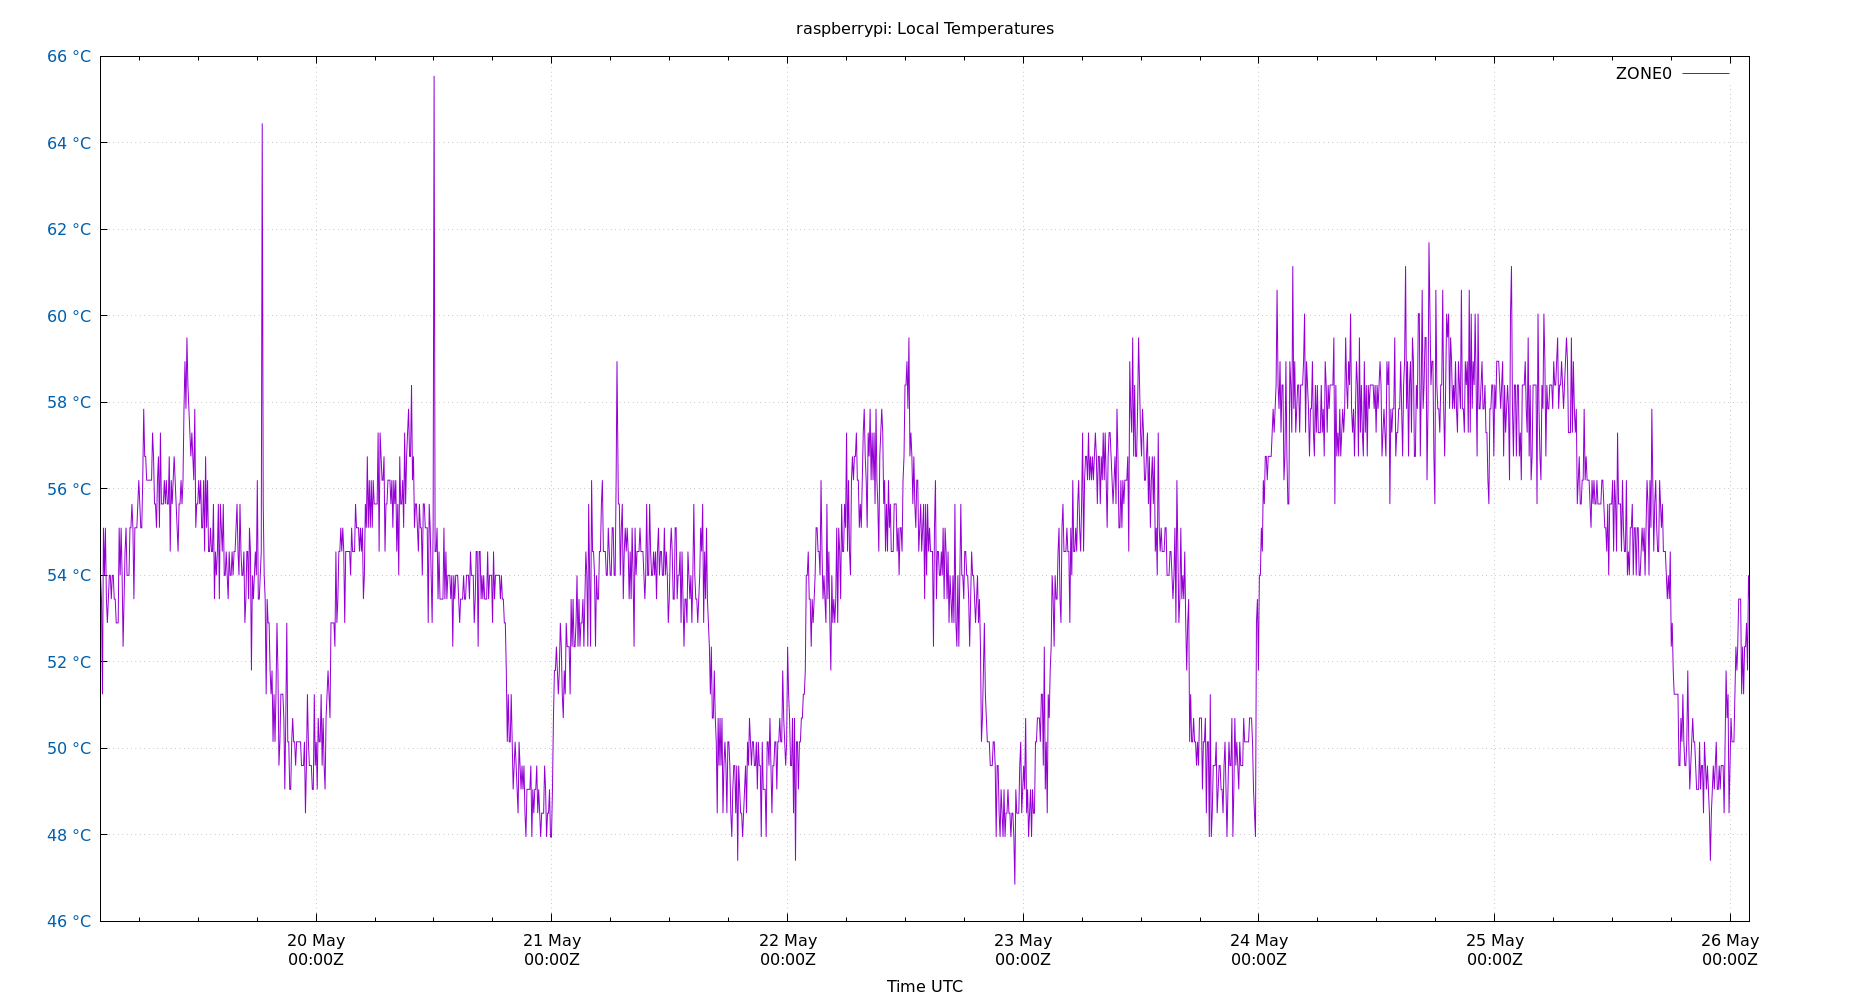 raspberrypi: Local Temperatures
66 °C
ZONE0
64 °C
62 °C
60 °C
58 °C
56 °C
54 °C
52 °C
50 °C
48 °C
46 °C
20 May 21 May 22 May 23 May 24 May 25 May 26 May
00:00Z 00:00Z 00:00Z 00:00Z 00:00Z 00:00Z 00:00Z
Time UTC